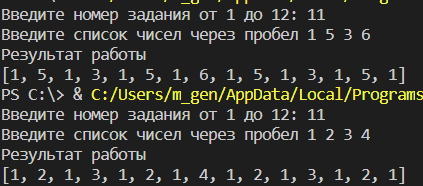 Введите номер задания от 1 до 12: 11
Введите список чисел через пробел 1 5 3 6
Результат работы
[1, 5, 1, 3, 1, 5, 1, 6, 1, 5, 1, 3, 1, 5, 1]
PS C:\> & C:/Users/m_gen/AppData/Local/Programs
Введите номер задания от 1 до 12: 11
Введите список чисел через пробел 1 2 3 4
Результат работы
[1, 2, 1, 3, 1, 2, 1, 4, 1, 2, 1, 3, 1, 2, 1]